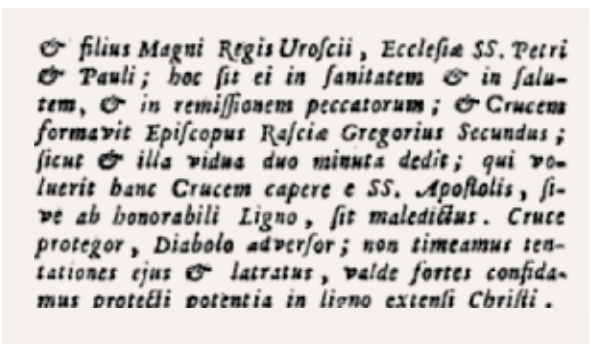 & filius Magni Regis Uroſcii, Eccleſiæ SS. Petri
& Pauli; hoc ſit ei in ſanitatem & in ſalu-
tem, & in remiſſionem peccatorum; & Crucem
formavit Epiſcopus Raſciæ Gregorius Secundus;
ſicut & illa vidua duo minuta dedit; qui vo-
luerit hanc Crucem capere e SS. Apoſtolis, ſi-
ve ab honorabili Ligno, ſit maledictus. Cruce
protegor, Diabolo adverſor; non timeamus ten-
tationes ejus & latratus, valde fortes confida-
mus protecti potentia in ligno extenſi Chriſti.